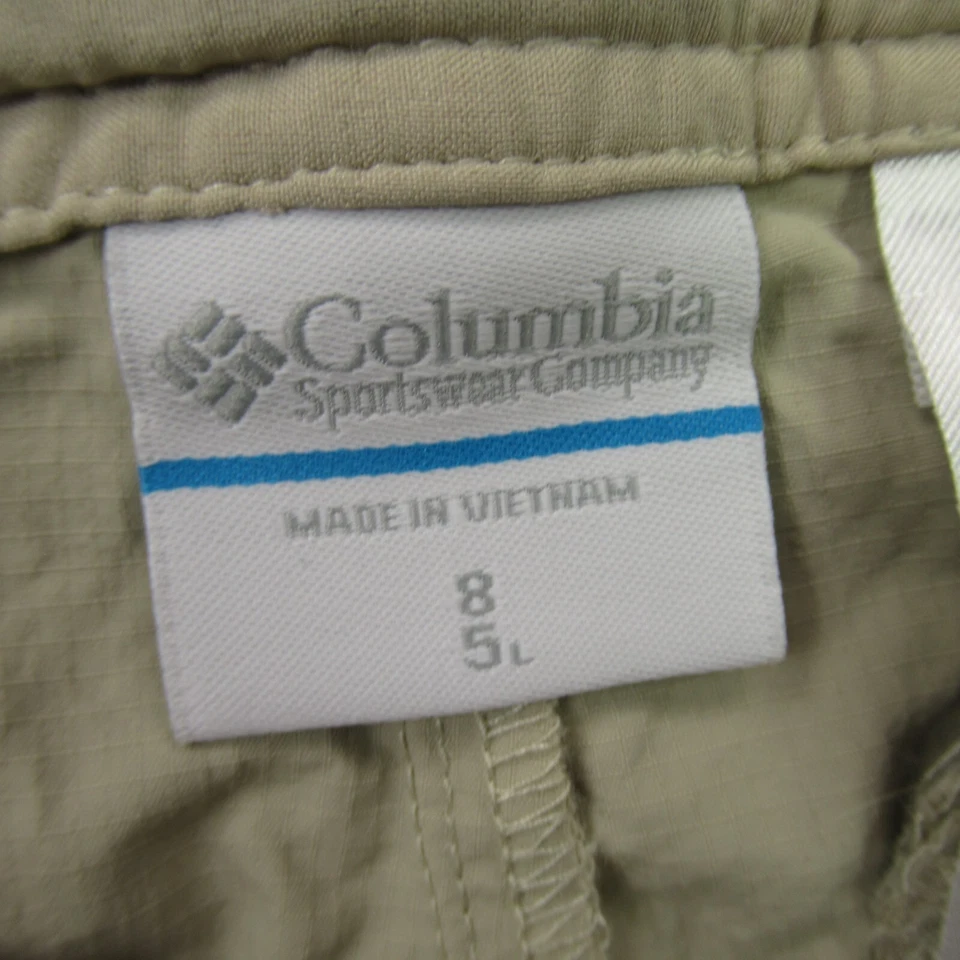 Columbia
Sportswear Company
MADE IN VIETNAM
8
5L